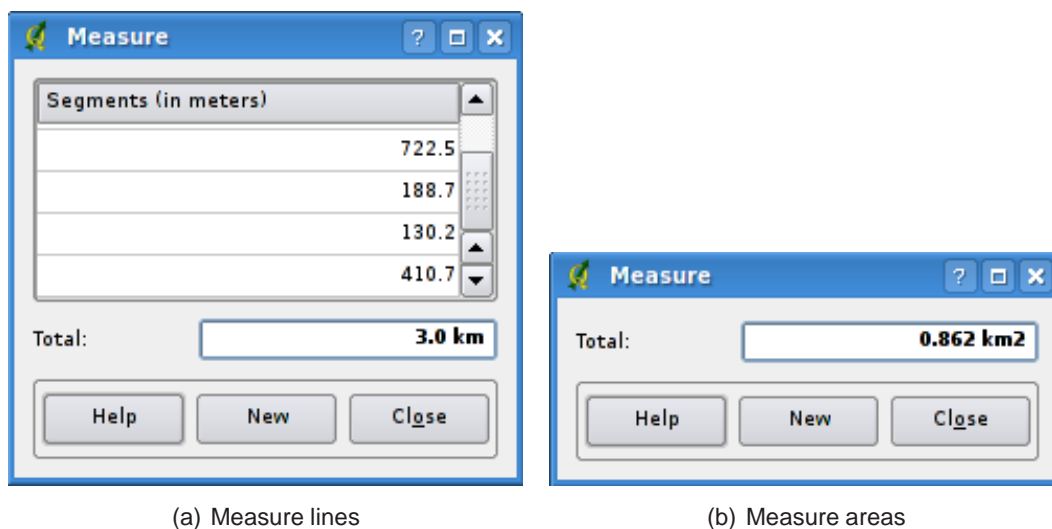 Measure
Segments (in meters)
722.5
188.7
130.2
410.7
Total: 3.0 km
Help New Close
(a) Measure lines
Measure
Total: 0.862 km2
Help New Close
(b) Measure areas